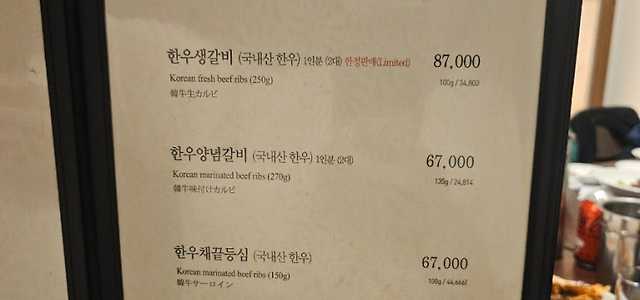 한우생갈비 (국내산 한우) 1인분 (2대) 한정판매(Limited) 87,000
Korean fresh beef ribs (250g) 100g / 34,800
韓牛生カルビ
한우양념갈비 (국내산 한우) 1인분 (2대) 67,000
Korean marinated beef ribs (270g) 24,814
韓牛味付けカルビ
한우채끝등심 (국내산 한우) 67,000
Korean marinated beef ribs (150g) 100g / 44,666
韓牛サーロイン